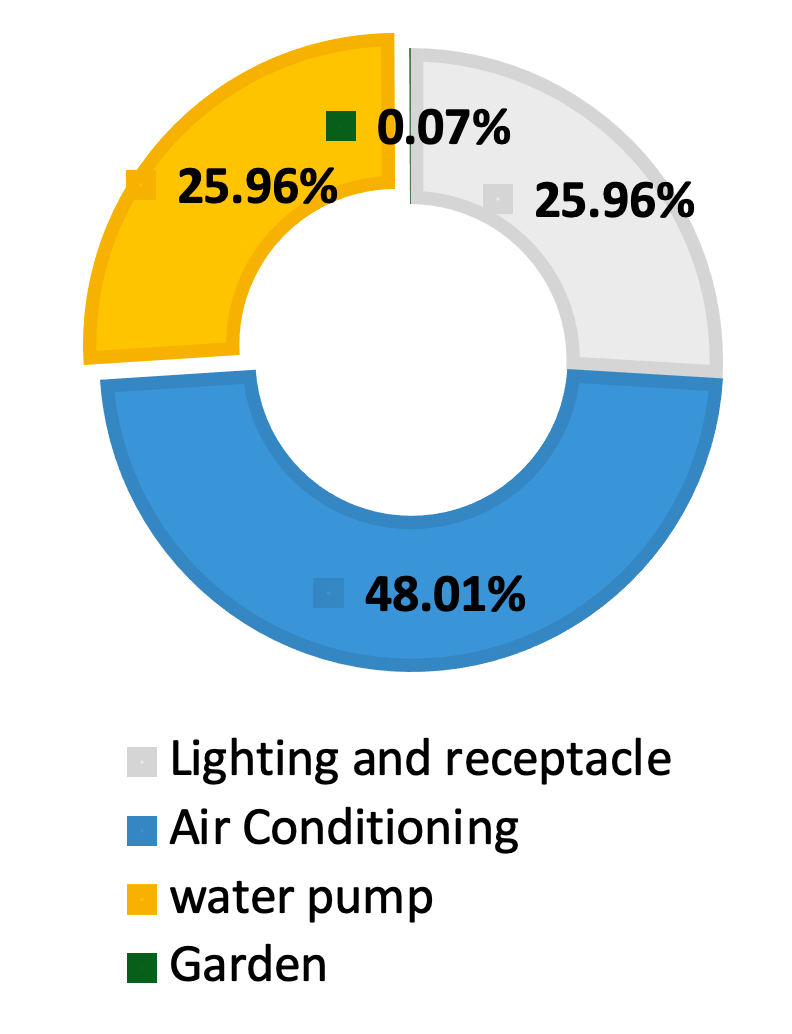 0.07%
25.96%
25.96%
48.01%
Lighting and receptacle
Air Conditioning
water pump
Garden